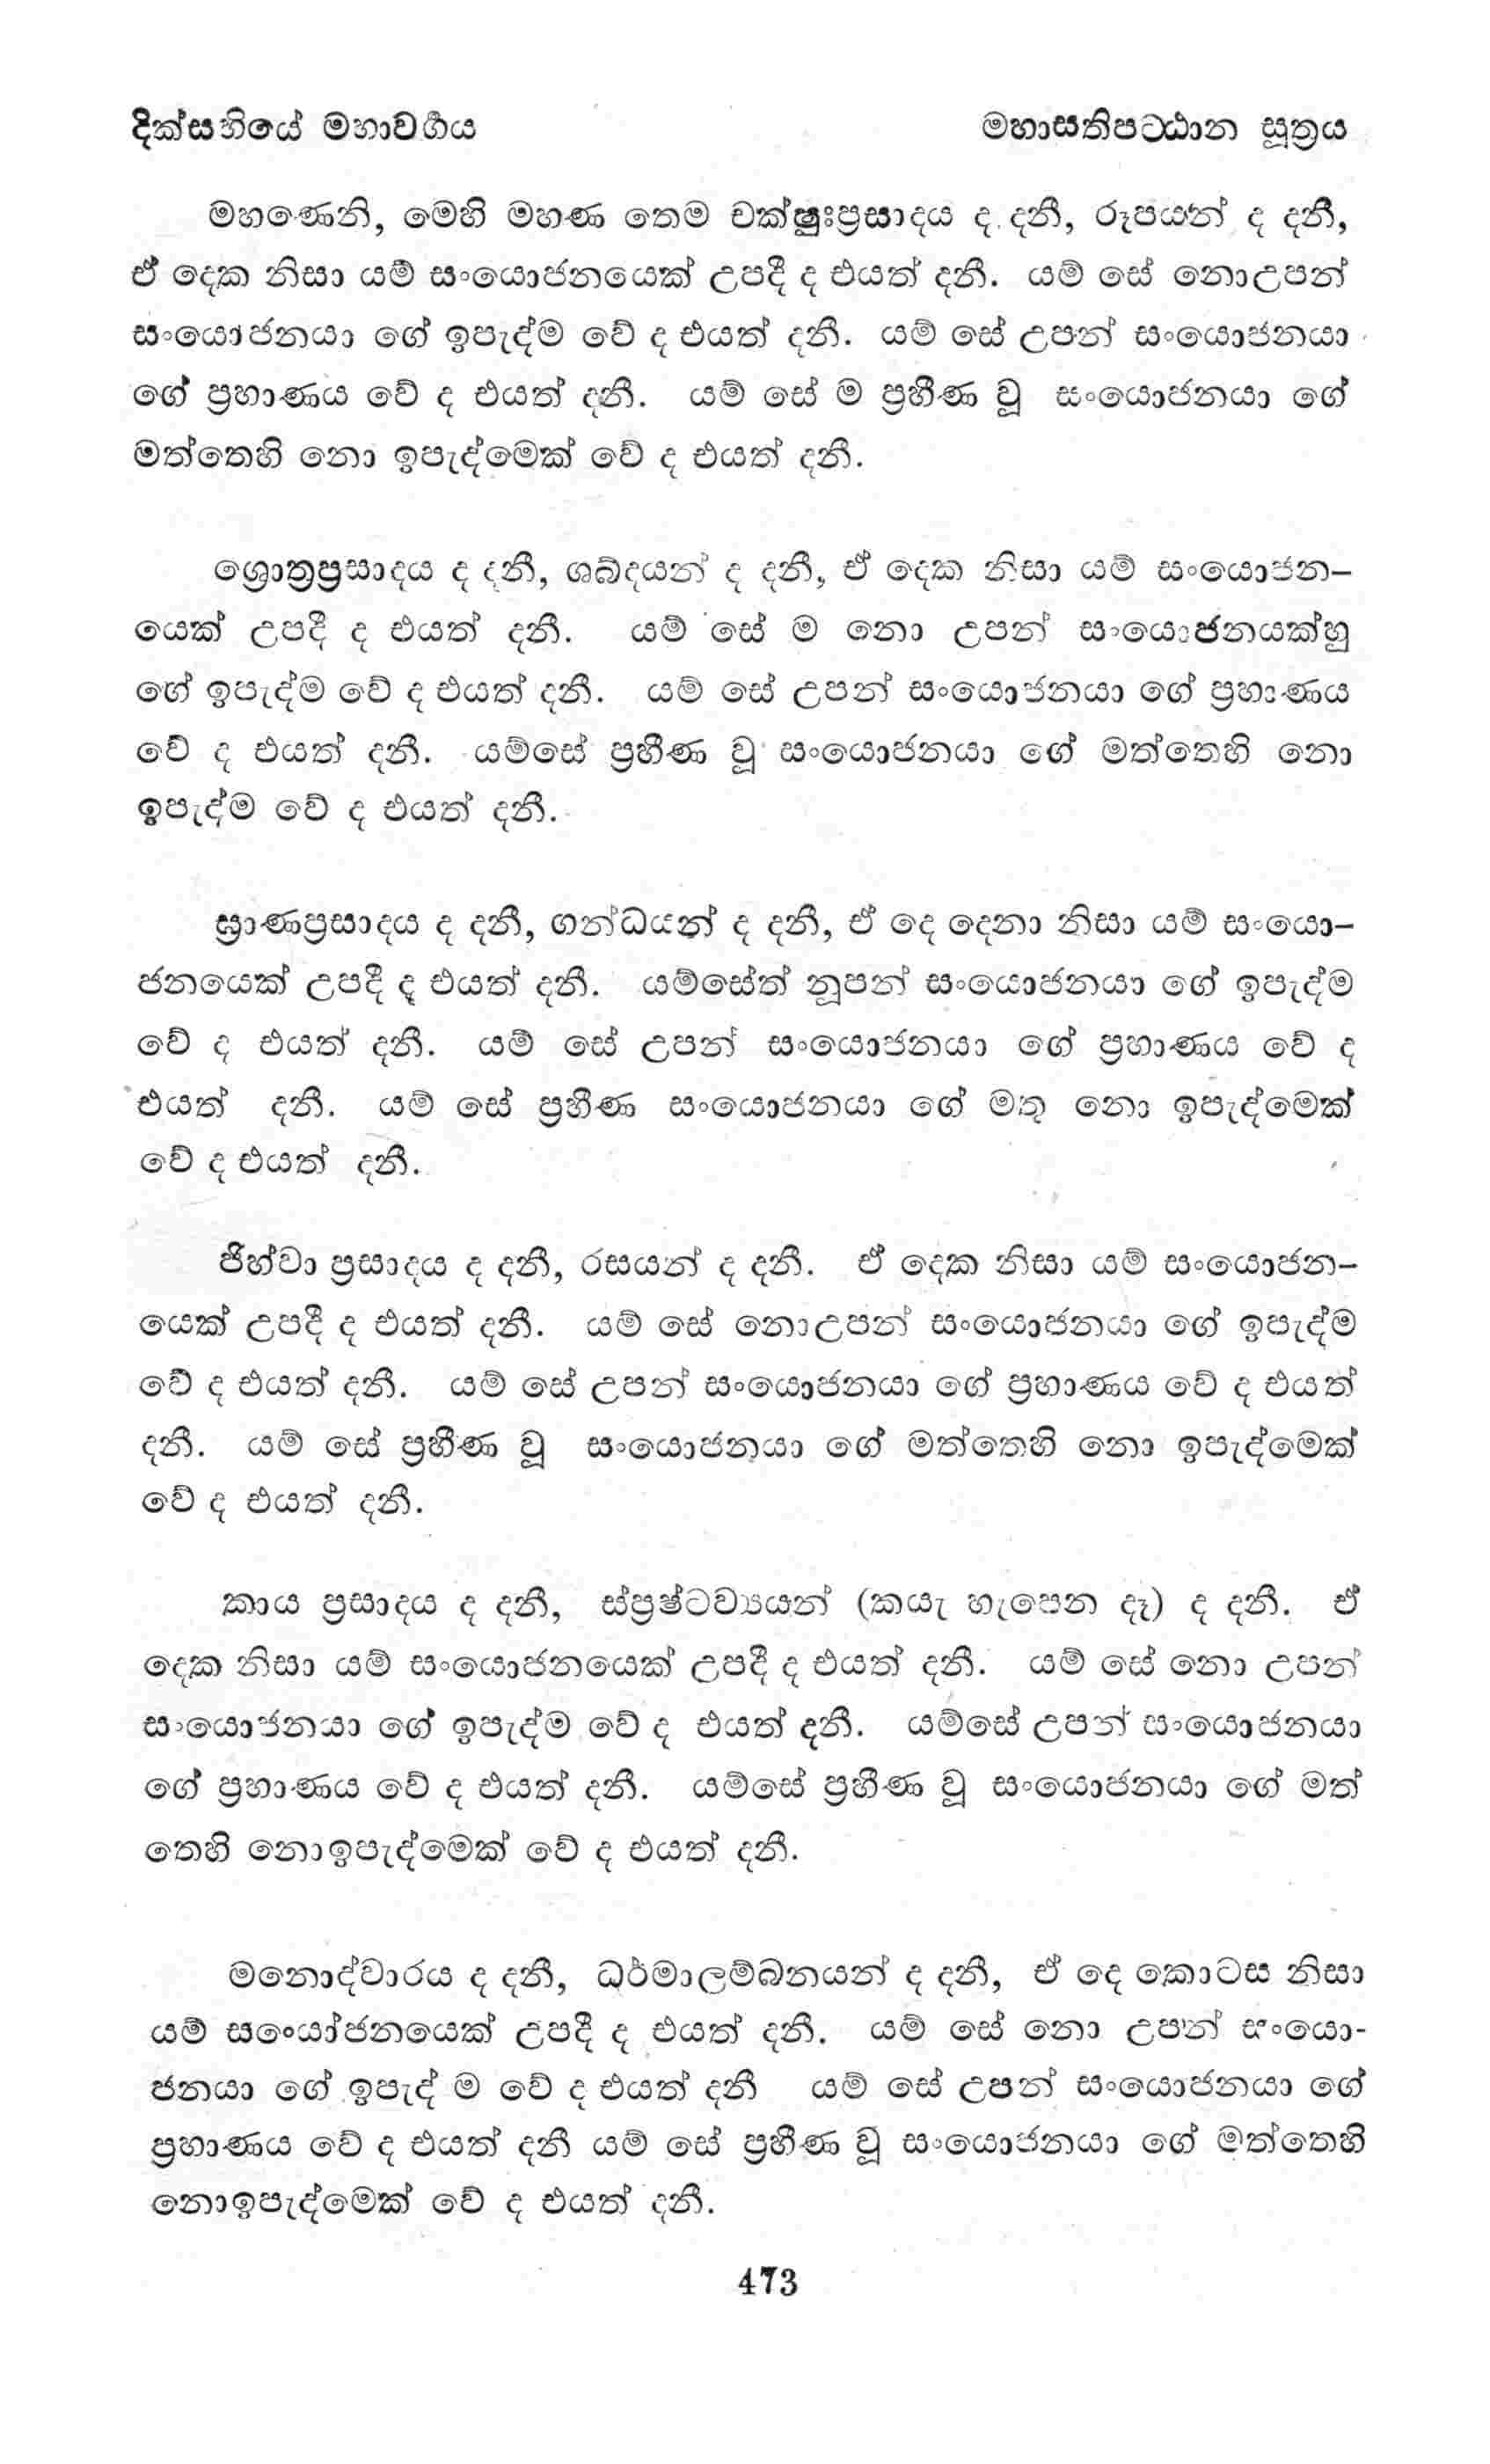 දික්සඟියේ මහාවර්‍ගය
මහාසතිපට්ඨාන සූත්‍රය
මහණෙනි, මෙහි මහණ තෙම චක්ෂුඃප්‍රසාදය ද දනී, රූපයන් ද දනී,
ඒ දෙක නිසා යම් සංයොජනයෙක් උපදී ද එයත් දනී. යම් සේ නොඋපන්
සංයොජනයා ගේ ඉපැද්ම වේ ද එයත් දනී. යම් සේ උපන් සංයොජනයා
ගේ ප්‍රහාණය වේ ද එයත් දනී. යම් සේ ම ප්‍රහීණ වූ සංයොජනයා ගේ
මත්තෙහි නො ඉපැද්මෙක් වේ ද එයත් දනී.
ශ්‍රොත්‍රප්‍රසාදය ද දනී, ශබ්දයන් ද දනී, ඒ දෙක නිසා යම් සංයොජන–
යෙක් උපදී ද එයත් දනී. යම් සේ ම නො උපන් සංයොජනයක්හු
ගේ ඉපැද්ම වේ ද එයත් දනී. යම් සේ උපන් සංයොජනයා ගේ ප්‍රහාණය
වේ ද එයත් දනී. යම්සේ ප්‍රහීණ වූ සංයොජනයා ගේ මත්තෙහි නො
ඉපැද්ම වේ ද එයත් දනී.
ඝ්‍රාණප්‍රසාදය ද දනී, ගන්ධයන් ද දනී, ඒ දෙ දෙනා නිසා යම් සංයො–
ජනයෙක් උපදී ද එයත් දනී. යම්සේත් නූපන් සංයොජනයා ගේ ඉපැද්ම
වේ ද එයත් දනී. යම් සේ උපන් සංයොජනයා ගේ ප්‍රහාණය වේ ද
එයත් දනී. යම් සේ ප්‍රහීණ සංයොජනයා ගේ මතු නො ඉපැද්මෙක්
වේ ද එයත් දනී.
ජිහ්වා ප්‍රසාදය ද දනී, රසයන් ද දනී. ඒ දෙක නිසා යම් සංයොජන–
යෙක් උපදී ද එයත් දනී. යම් සේ නොඋපන් සංයොජනයා ගේ ඉපැද්ම
වේ ද එයත් දනී. යම් සේ උපන් සංයොජනයා ගේ ප්‍රහාණය වේ ද එයත්
දනී. යම් සේ ප්‍රහීණ වූ සංයොජනයා ගේ මත්තෙහි නො ඉපැද්මෙක්
වේ ද එයත් දනී.
කාය ප්‍රසාදය ද දනී, ස්ප්‍රෂ්ටව්‍යයන් (කයැ හැපෙන දෑ) ද දනී. ඒ
දෙක නිසා යම් සංයොජනයෙක් උපදී ද එයත් දනී. යම් සේ නො උපන්
සංයොජනයා ගේ ඉපැද්ම වේ ද එයත් දනී. යම්සේ උපන් සංයොජනයා
ගේ ප්‍රහාණය වේ ද එයත් දනී. යම්සේ ප්‍රහීණ වූ සංයොජනයා ගේ මත්
තෙහි නොඉපැද්මෙක් වේ ද එයත් දනී.
මනොද්වාරය ද දනී, ධර්මාලම්බනයන් ද දනී, ඒ දෙ කොටස නිසා
යම් සංයෝජනයෙක් උපදී ද එයත් දනී. යම් සේ නො උපන් සංයො-
ජනයා ගේ ඉපැද් ම වේ ද එයත් දනී යම් සේ උපන් සංයොජනයා ගේ
ප්‍රහාණය වේ ද එයත් දනී යම් සේ ප්‍රහීණ වූ සංයොජනයා ගේ මත්තෙහි
නොඉපැද්මෙක් වේ ද එයත් දනී.
473